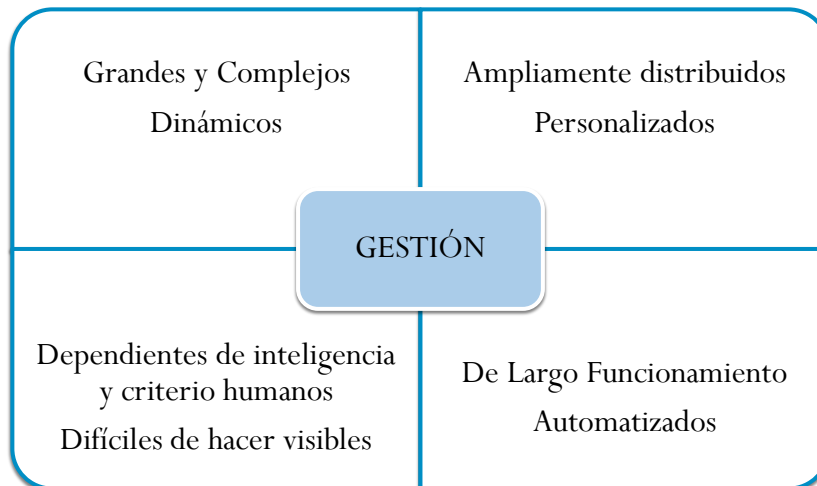 Grandes y Complejos
Dinámicos
Ampliamente distribuidos
Personalizados
GESTIÓN
Dependientes de inteligencia
y criterio humanos
Difíciles de hacer visibles
De Largo Funcionamiento
Automatizados